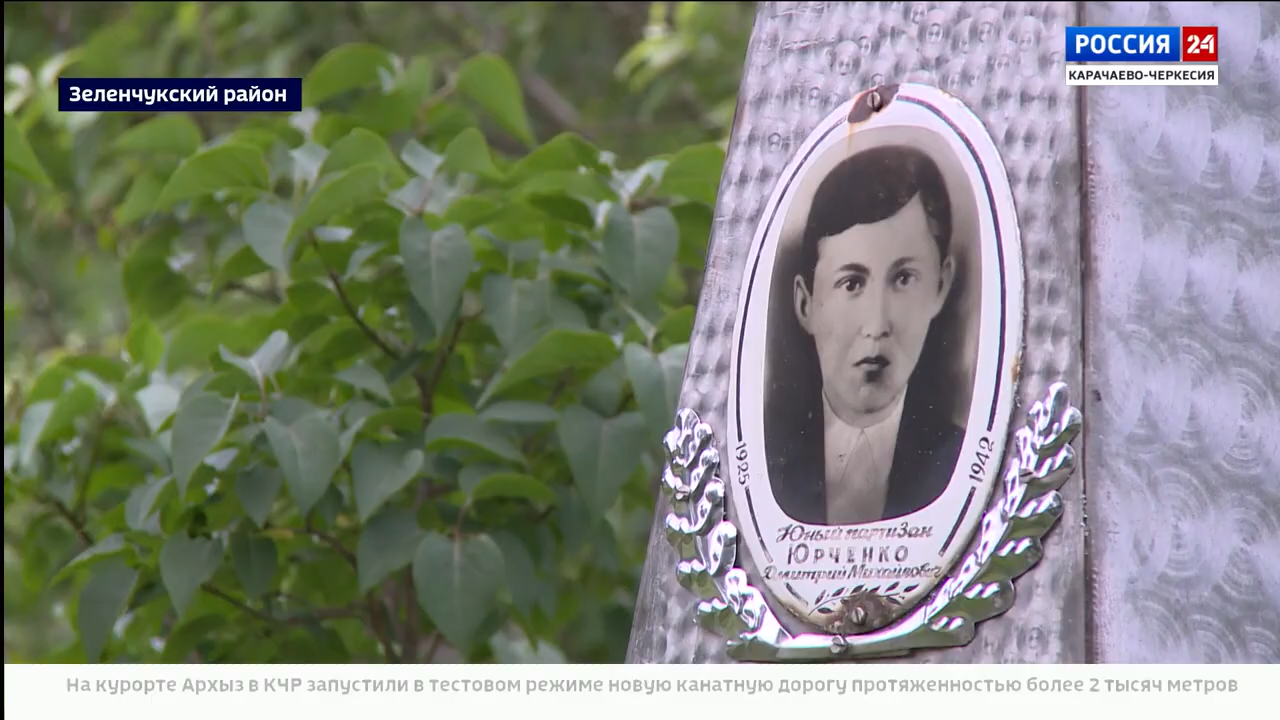 РОССИЯ 24
КАРАЧАЕВО-ЧЕРКЕСИЯ
Зеленчукский район
1925
1942
Юный партизан
ЮРЧЕНКО
Дмитрий Михайлович
На курорте Архыз в КЧР запустили в тестовом режиме новую канатную дорогу протяженностью более 2 тысяч метров